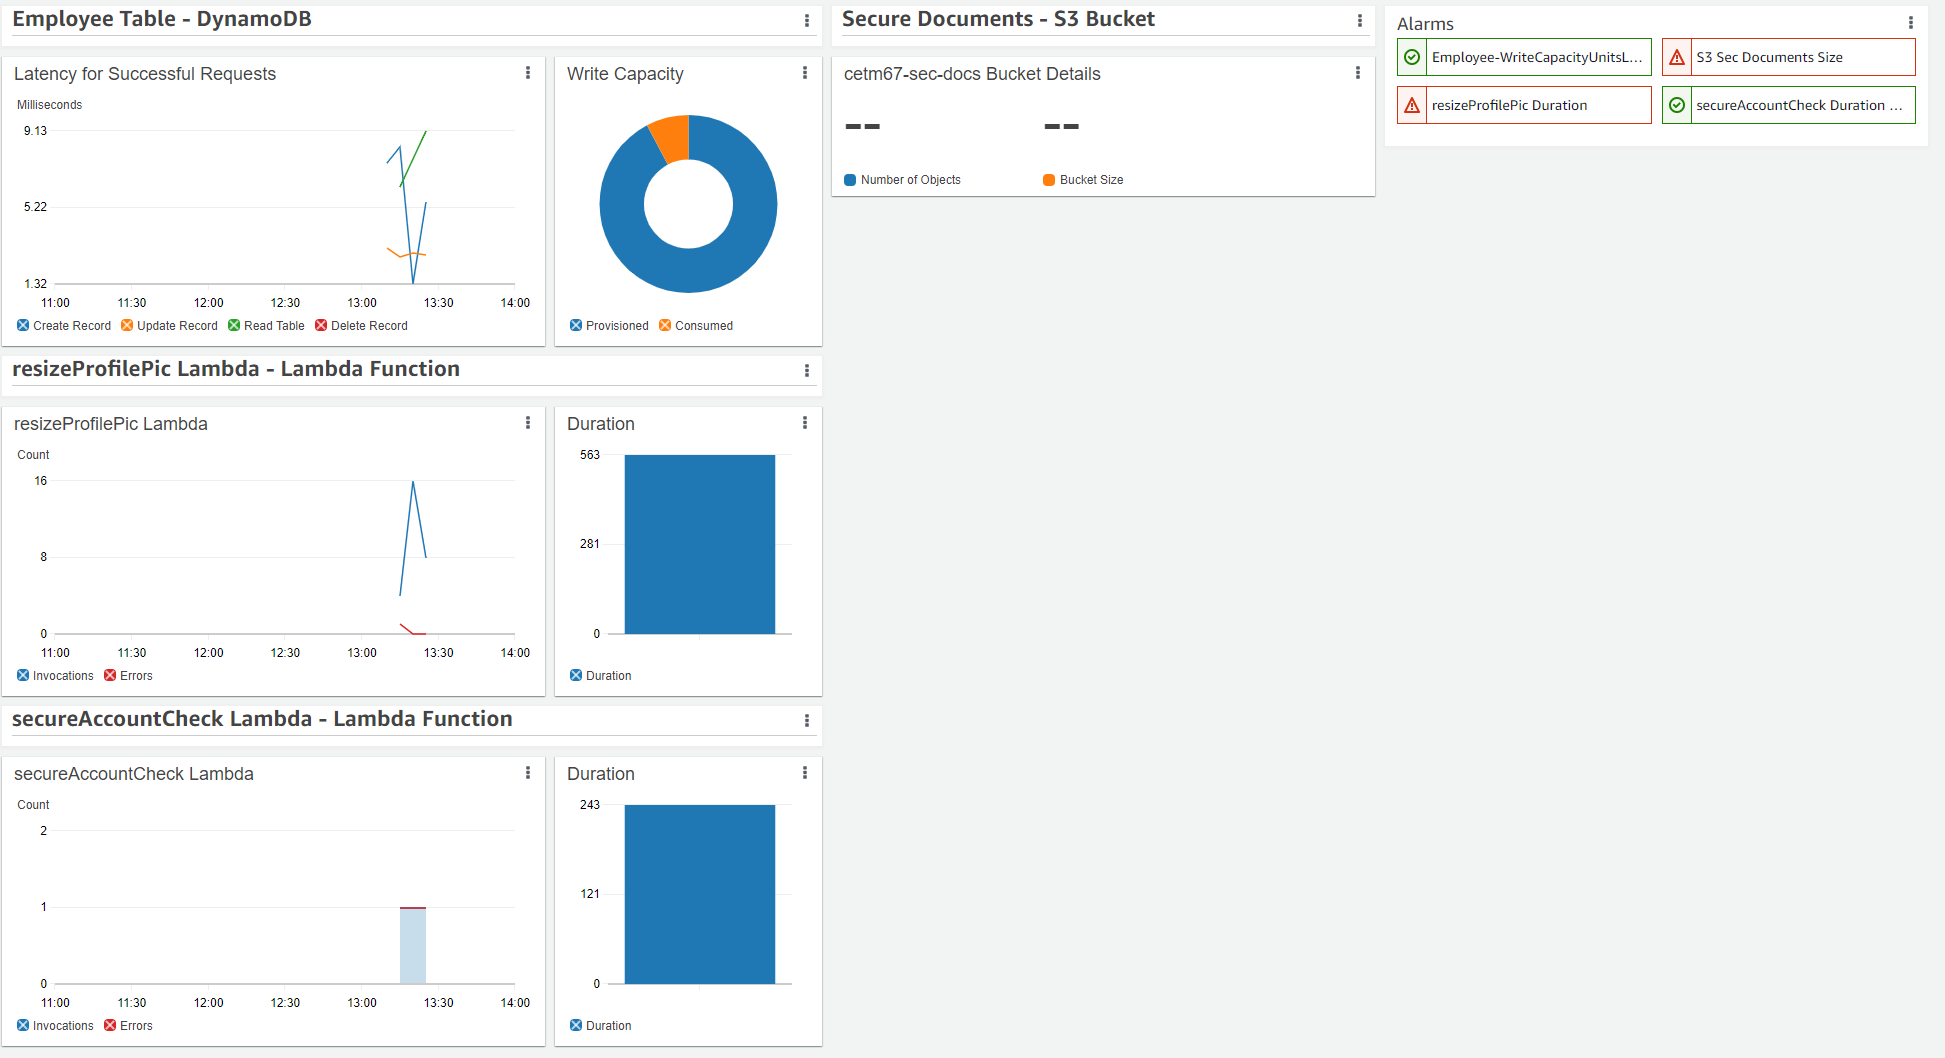 Employee Table - DynamoDB
Latency for Successful Requests
Milliseconds
9.13
5.22
1.32
11:00 11:30 12:00 12:30 13:00 13:30 14:00
Create Record Update Record Read Table Delete Record
Write Capacity
Provisioned Consumed
resizeProfilePic Lambda - Lambda Function
resizeProfilePic Lambda
Count
16
8
0
11:00 11:30 12:00 12:30 13:00 13:30 14:00
Invocations Errors
Duration
563
281
0
Duration
secureAccountCheck Lambda - Lambda Function
secureAccountCheck Lambda
Count
2
1
0
11:00 11:30 12:00 12:30 13:00 13:30 14:00
Invocations Errors
Duration
243
121
0
Duration
Secure Documents - S3 Bucket
cetm67-sec-docs Bucket Details
-- --
Number of Objects Bucket Size
Alarms
Employee-WriteCapacityUnitsL... S3 Sec Documents Size
resizeProfilePic Duration secureAccountCheck Duration ...